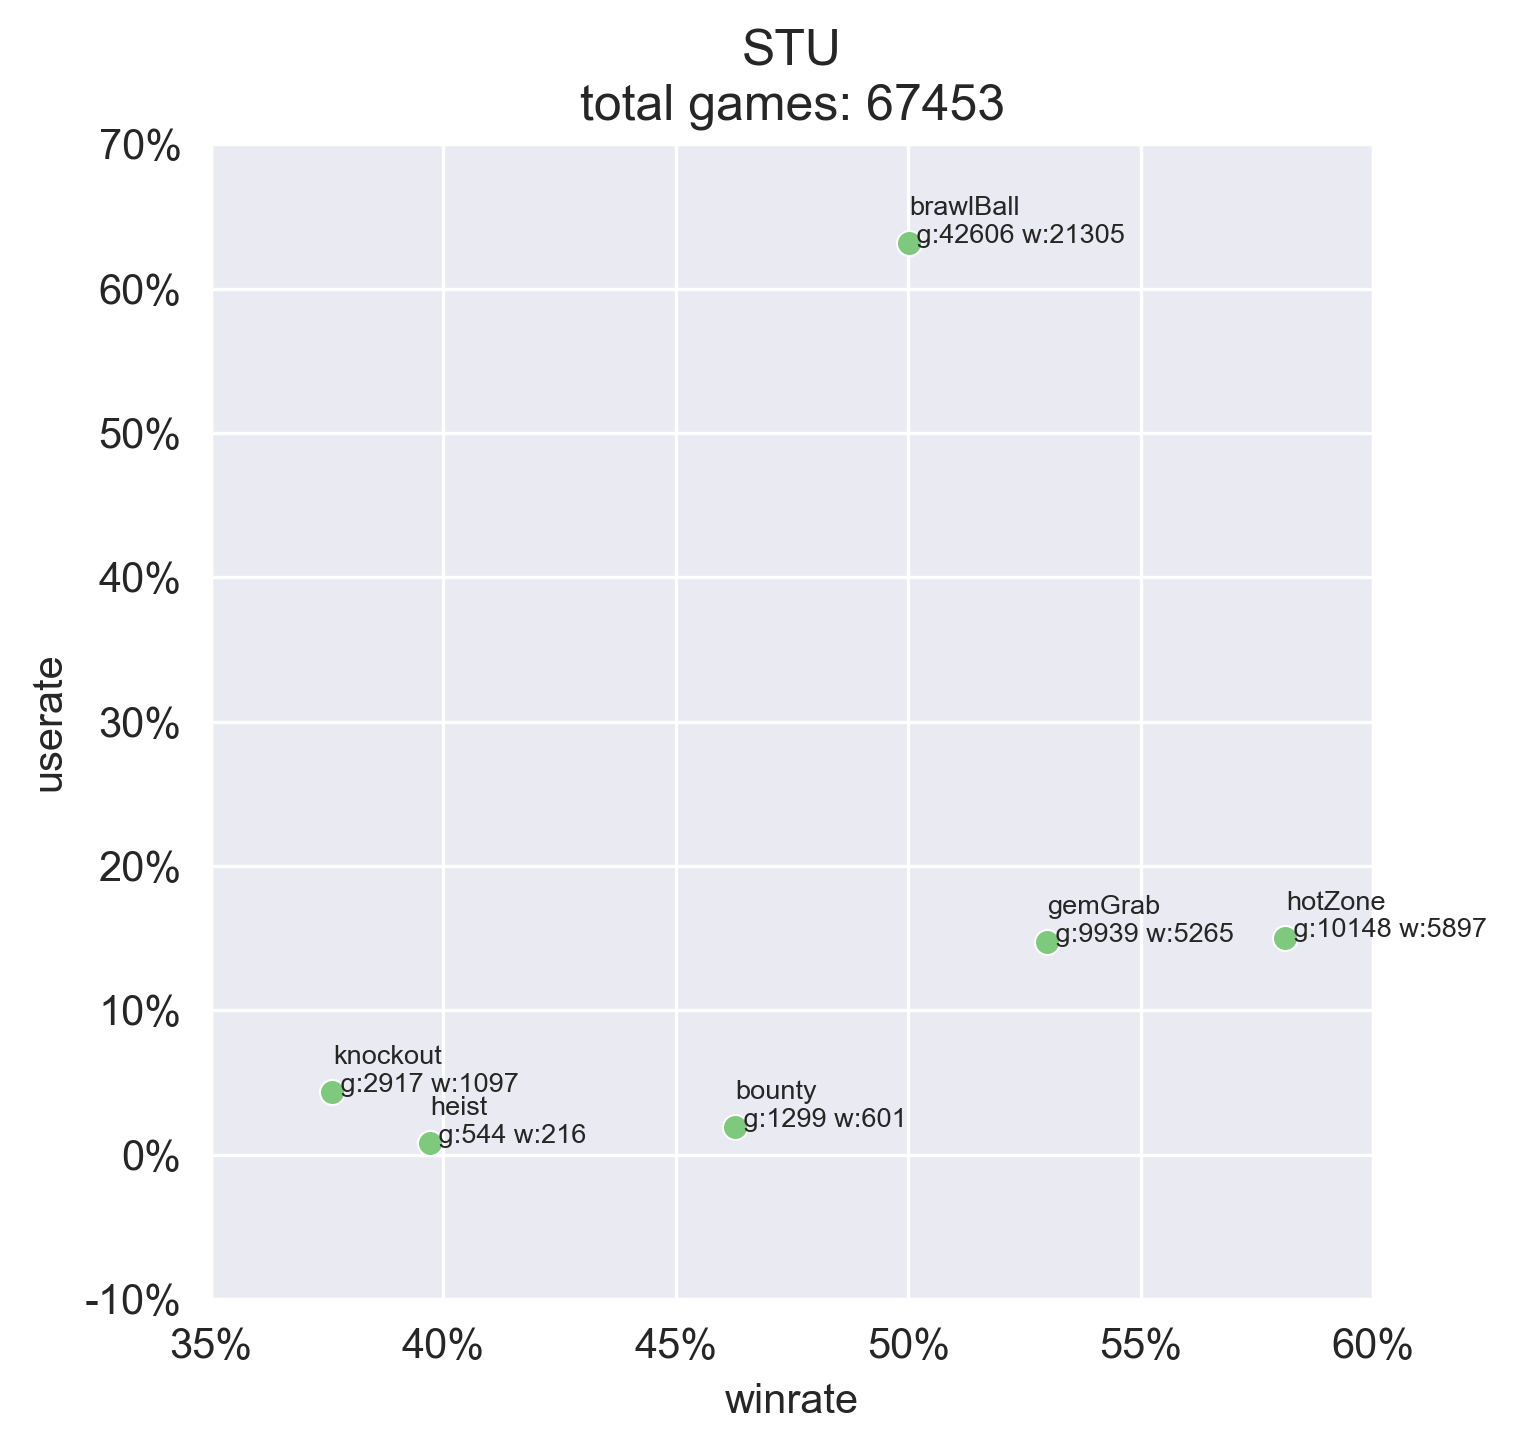 STU
total games: 67453
70%
60%
50%
40%
30%
20%
10%
0%
-10%
userate
brawlBall
g:42606 w:21305
gemGrab
g:9939 w:5265
hotZone
g:10148 w:5897
knockout
g:2917 w:1097
heist
g:544 w:216
bounty
g:1299 w:601
35% 40% 45% 50% 55% 60%
winrate